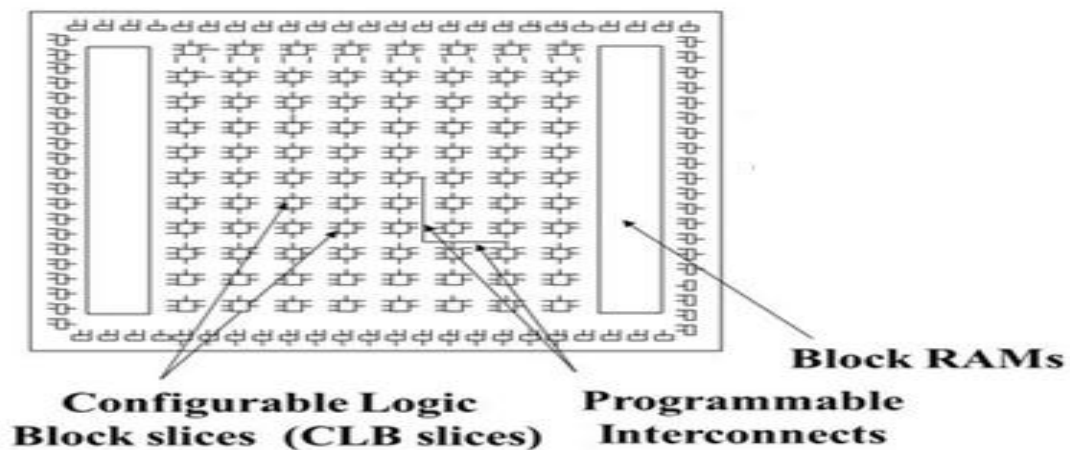 Block RAMs
Configurable Logic
Block slices (CLB slices)
Programmable
Interconnects